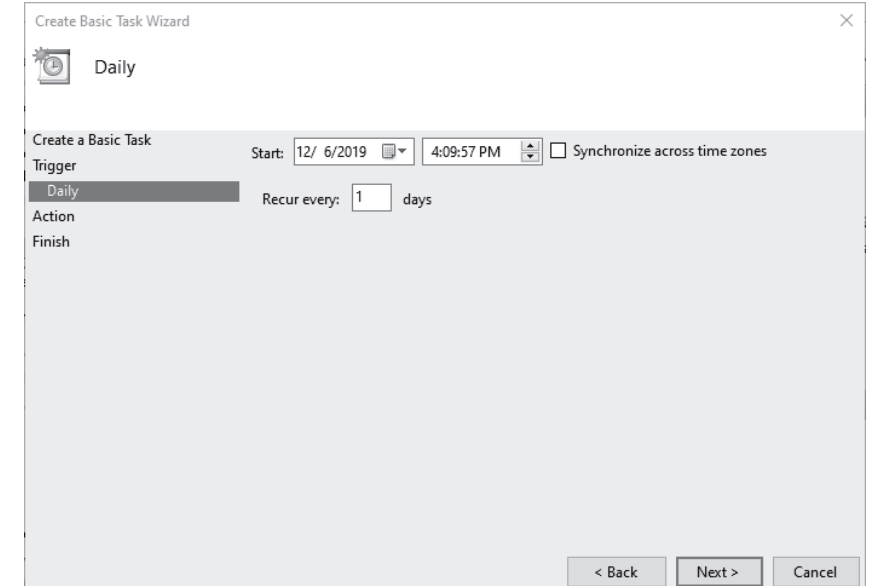 Create Basic Task Wizard
Daily
Create a Basic Task
Trigger
Daily
Action
Finish
Start: 12/ 6/2019 4:09:57 PM Synchronize across time zones
Recur every: 1 days
< Back Next > Cancel